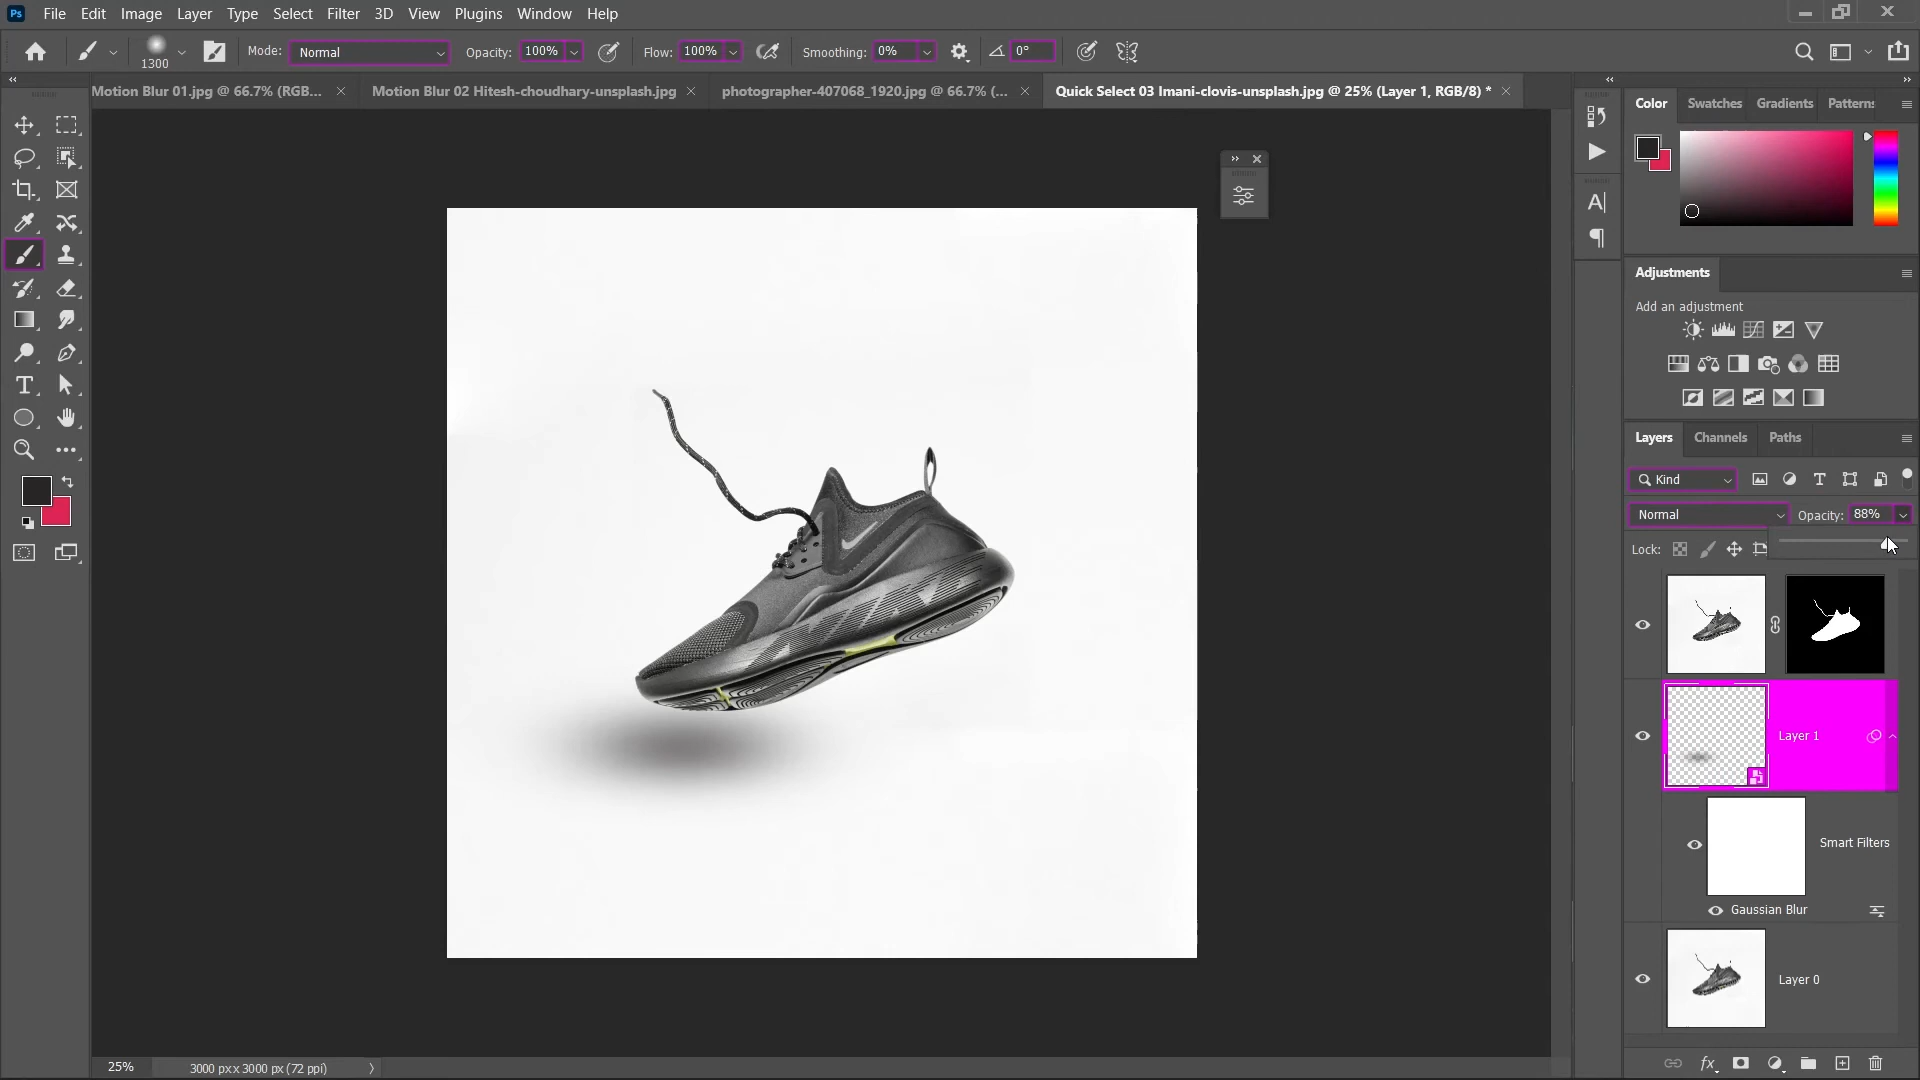 Ps File Edit Image Layer Type Select Filter 3D View Plugins Window Help
1300 Mode: Normal Opacity: 100% Flow: 100% Smoothing: 0% 0°
Motion Blur 01.jpg @ 66.7% (RGB... Motion Blur 02 Hitesh-choudhary-unsplash.jpg photographer-407068_1920.jpg @ 66.7% (... Quick Select 03 Imani-clovis-unsplash.jpg @ 25% (Layer 1, RGB/8) *
Color Swatches Gradients Patterns
Adjustments
Add an adjustment
Layers Channels Paths
Kind
Normal Opacity: 88%
Lock:
Layer 1
Smart Filters
Gaussian Blur
Layer 0
25% 3000 px x 3000 px (72 ppi)